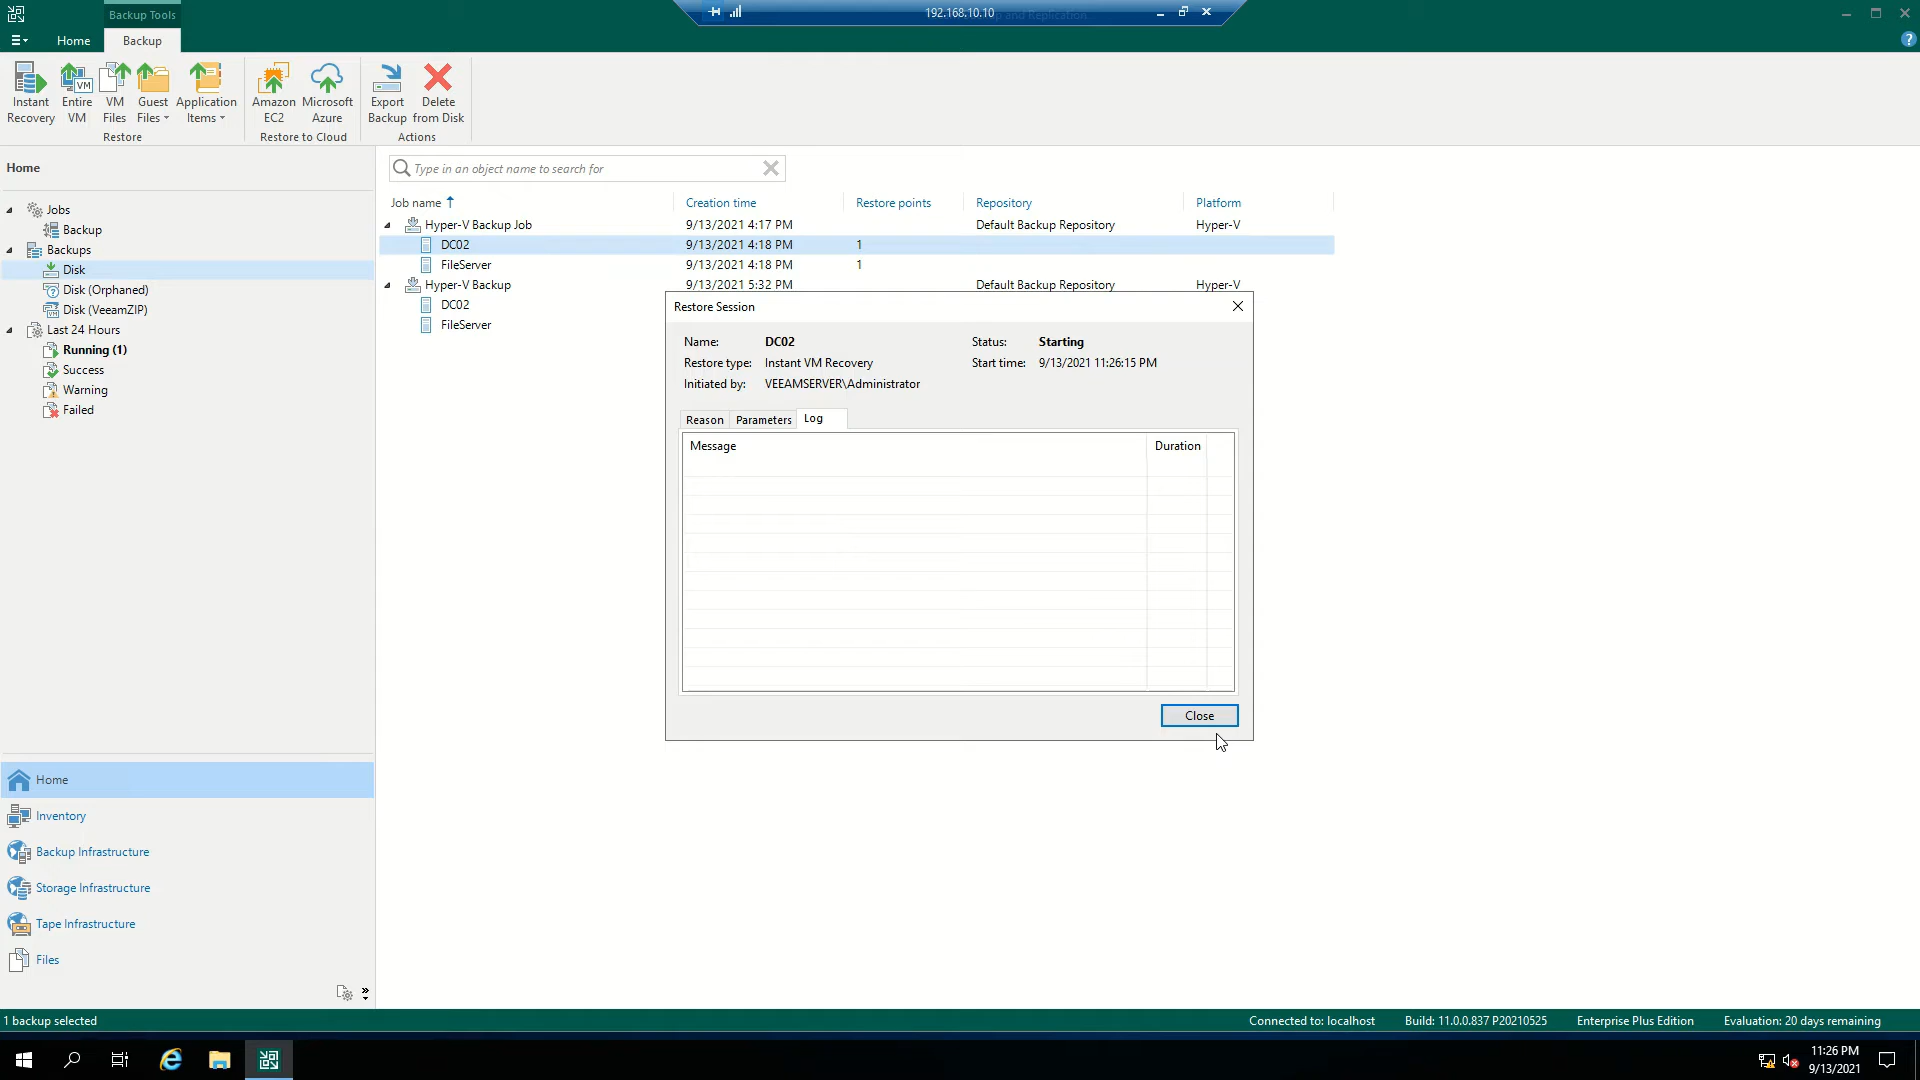 Backup Tools
192.168.10.10
and Replication
Home
Backup
Instant Recovery
Entire VM
VM Files
Guest Files
Application Items
Amazon EC2
Microsoft Azure
Export Backup
Delete from Disk
Restore
Restore to Cloud
Actions
Home
Jobs
Backup
Backups
Disk
Disk (Orphaned)
Disk (VeeamZIP)
Last 24 Hours
Running (1)
Success
Warning
Failed
Type in an object name to search for
Job name Creation time Restore points Repository Platform
Hyper-V Backup Job 9/13/2021 4:17 PM Default Backup Repository Hyper-V
DC02 9/13/2021 4:18 PM 1
FileServer 9/13/2021 4:18 PM 1
Hyper-V Backup 9/13/2021 5:32 PM Default Backup Repository Hyper-V
DC02
FileServer
Restore Session
Name: DC02 Status: Starting
Restore type: Instant VM Recovery Start time: 9/13/2021 11:26:15 PM
Initiated by: VEEAMSERVER\Administrator
Reason Parameters Log
Message Duration
Close
Home
Inventory
Backup Infrastructure
Storage Infrastructure
Tape Infrastructure
Files
1 backup selected
Connected to: localhost Build: 11.0.0.837 P20210525 Enterprise Plus Edition Evaluation: 20 days remaining
11:26 PM
9/13/2021